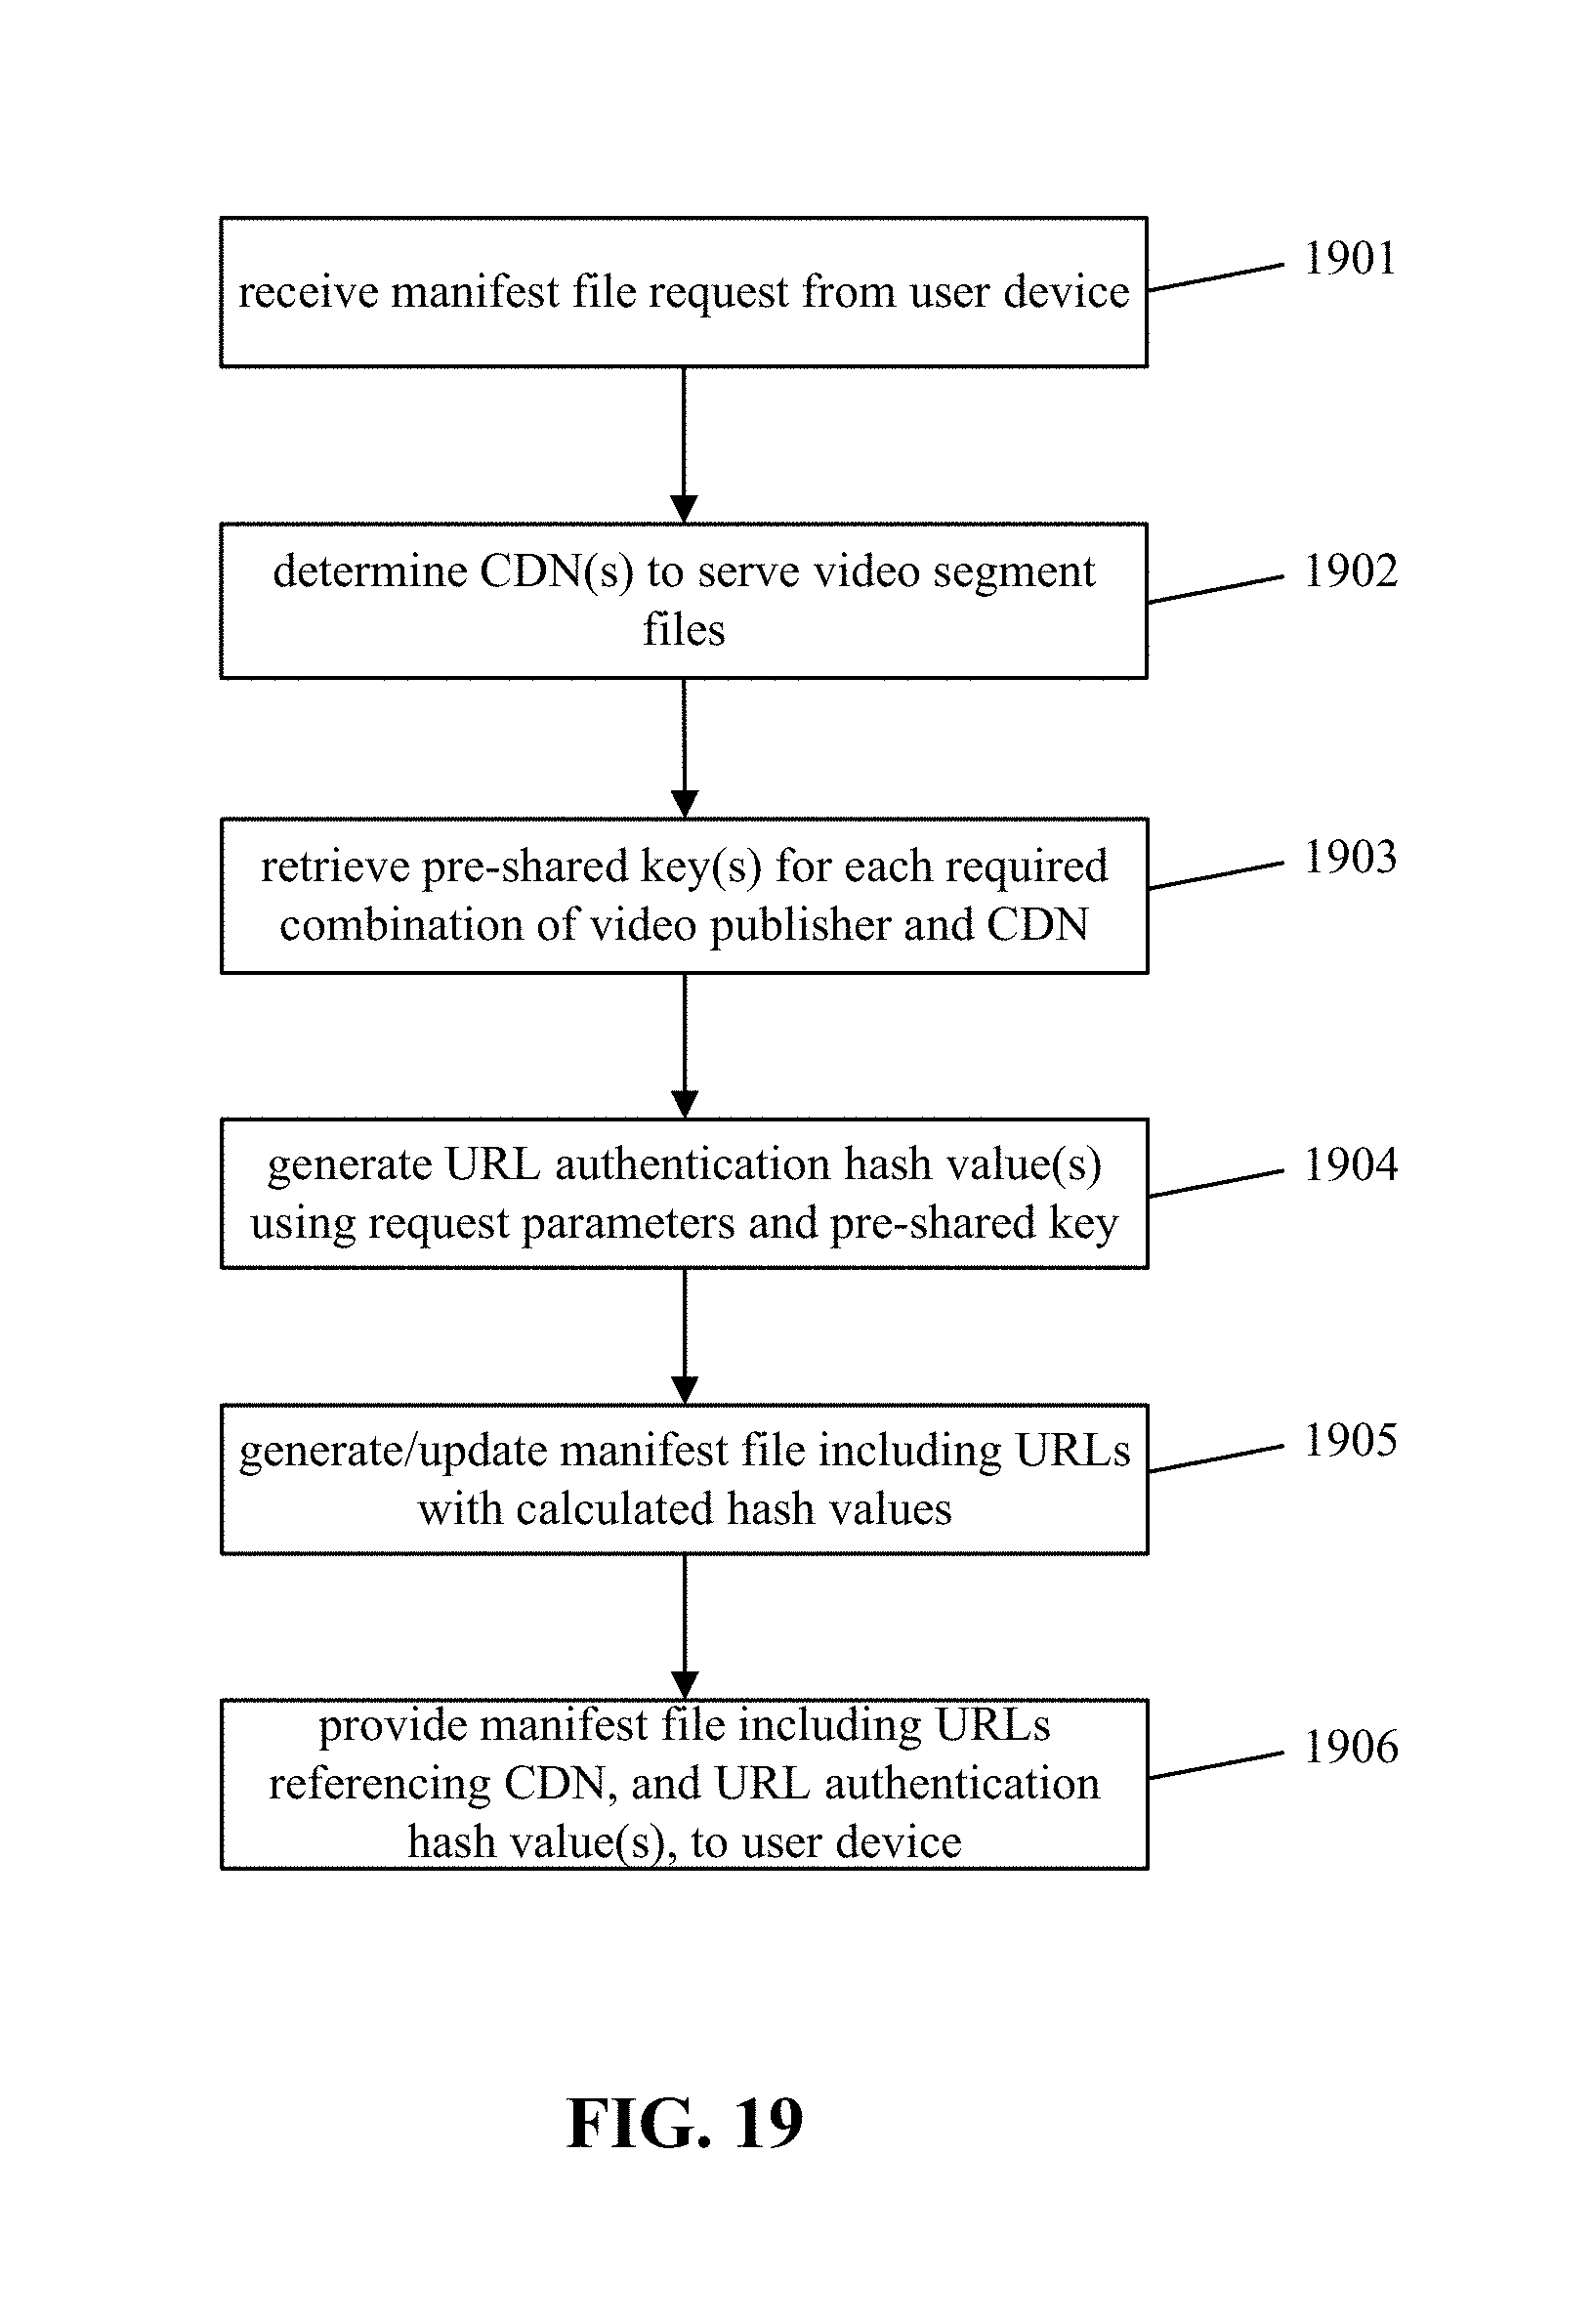 receive manifest file request from user device
1901
determine CDN(s) to serve video segment
files
1902
retrieve pre-shared key(s) for each required
combination of video publisher and CDN
1903
generate URL authentication hash value(s)
using request parameters and pre-shared key
1904
generate/update manifest file including URLs
with calculated hash values
1905
provide manifest file including URLs
referencing CDN, and URL authentication
hash value(s), to user device
1906
FIG. 19